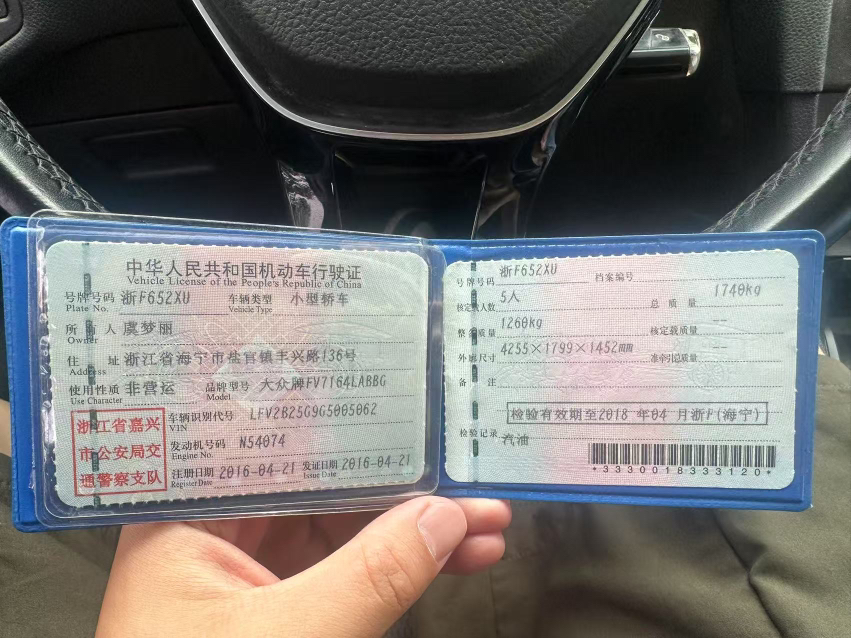 中华人民共和国机动车行驶证
Vehicle License of the People's Republic of China
号牌号码 浙F652XU 车辆类型 小型轿车
Plate No. Vehicle Type
所有人 虞梦丽
Owner
住址 浙江省海宁市盐官镇丰兴路136号
Address
使用性质 非营运 品牌型号 大众牌FV7164LABBG
Use Character Model
浙江省嘉兴
市公安局交
通警察支队
车辆识别代号 LFV2B25G9G5005062
VIN
发动机号码 N54074
Engine No.
注册日期 2016-04-21 发证日期 2016-04-21
Register Date Issue Date
号牌号码 浙F652XU 档案编号
核定载人数 5人 总质量 1740kg
整备质量 1260kg 核定载质量 --
外廓尺寸 4255×1799×1452mm 准牵引总质量 --
备注
检验有效期至2018年04月浙F(海宁)
检验记录
汽油
*3330018333120*